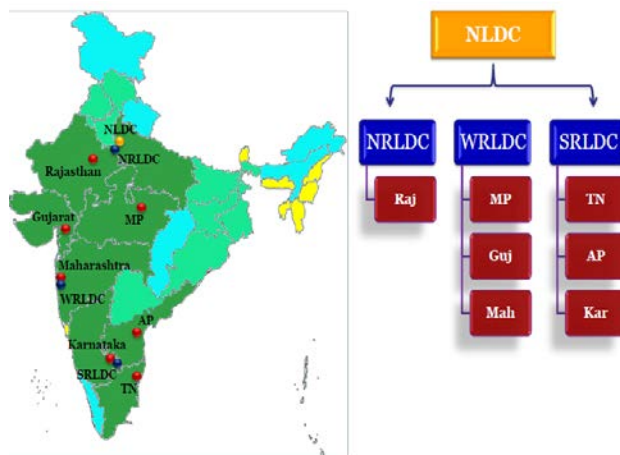 NLDC
NRLDC
Rajasthan
Gujarat
MP
Maharashtra
WRLDC
AP
Karnataka
SRLDC
TN
NLDC
NRLDC WRLDC SRLDC
Raj MP TN
Guj AP
Mah Kar